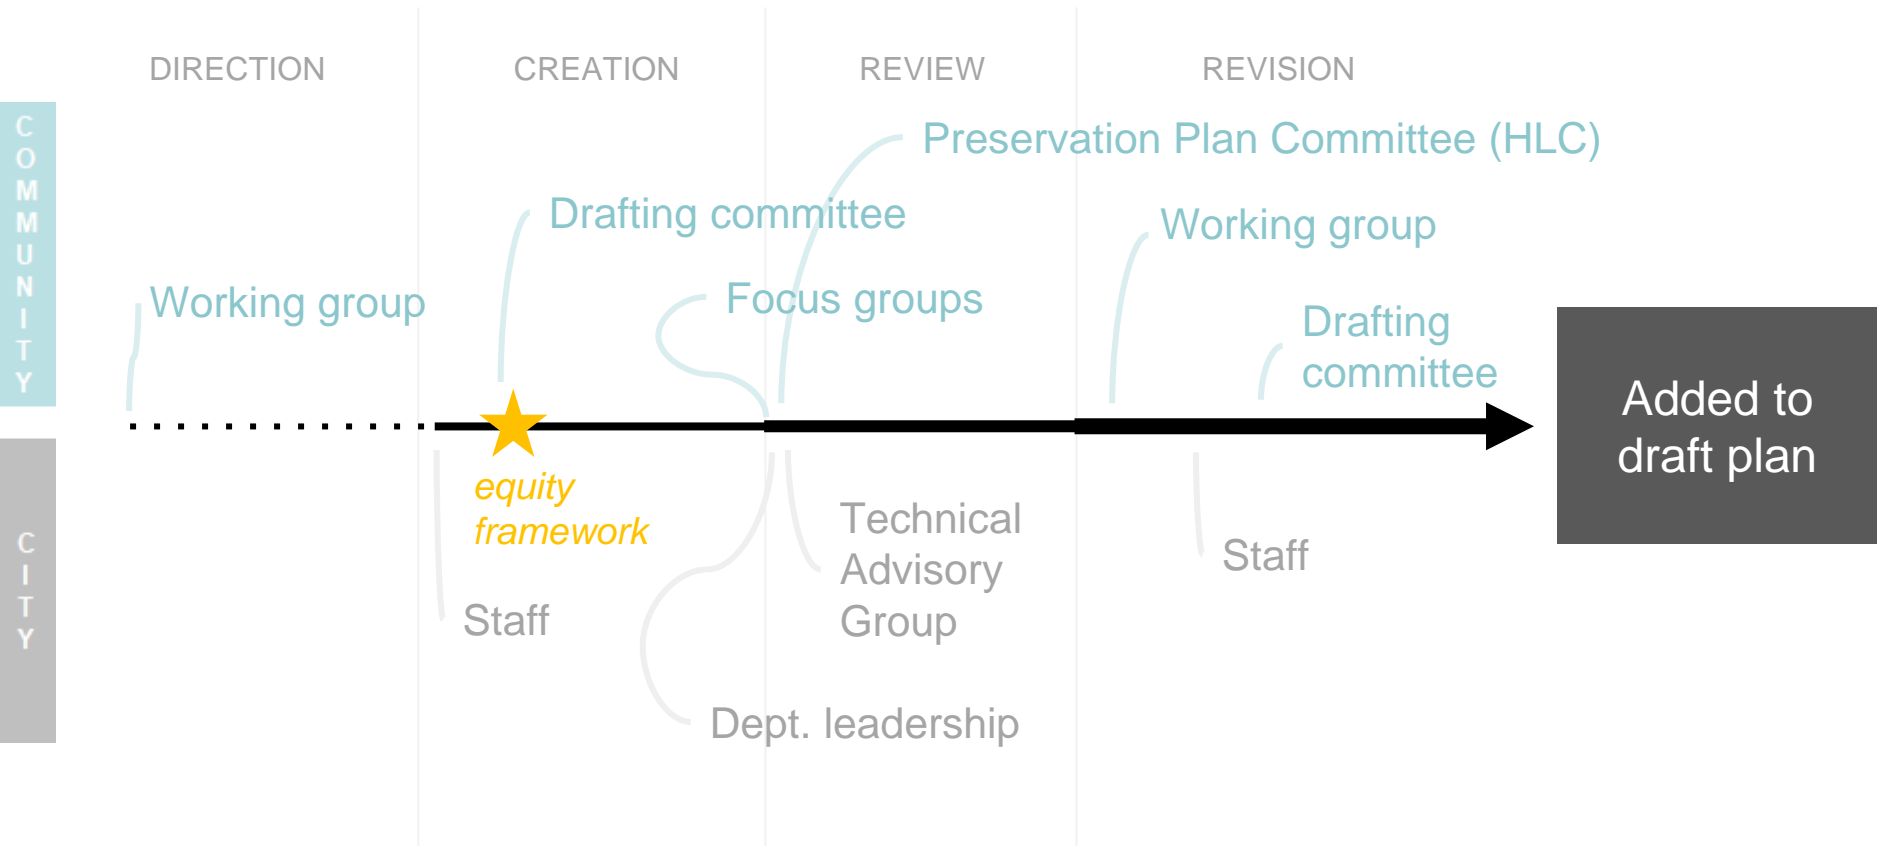 DIRECTION
CREATION
REVIEW
REVISION
COMMUNITY
Preservation Plan Committee (HLC)
Drafting committee
Working group
Working group
Focus groups
Drafting
committee
Added to
draft plan
equity
framework
CITY
Technical
Advisory
Group
Staff
Staff
Dept. leadership